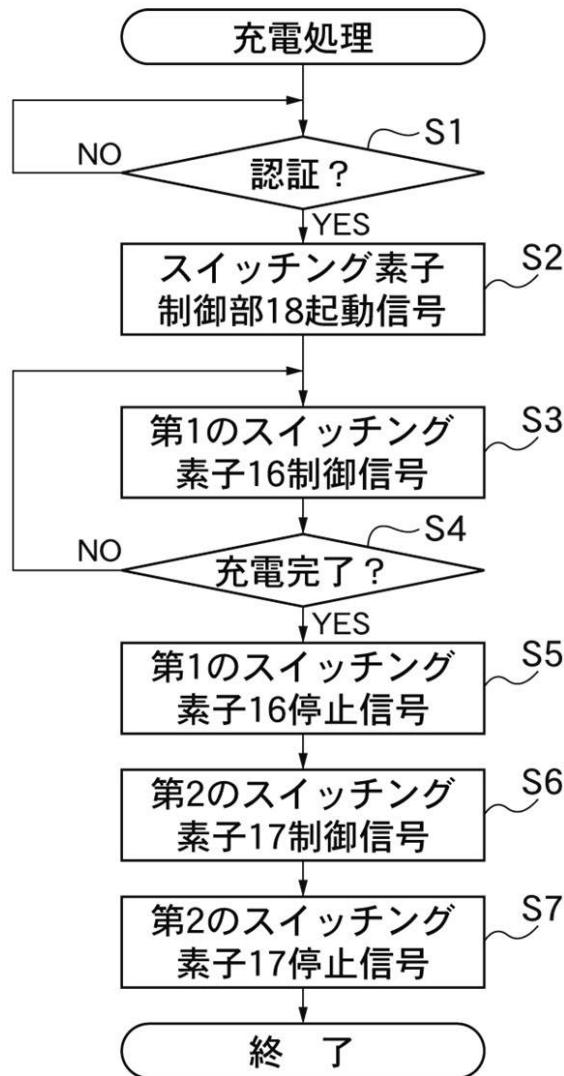 充電処理
S1
NO
認証？
YES
スイッチング素子
制御部18起動信号
S2
第1のスイッチング
素子16制御信号
S3
S4
NO
充電完了？
YES
第1のスイッチング
素子16停止信号
S5
第2のスイッチング
素子17制御信号
S6
第2のスイッチング
素子17停止信号
S7
終　了